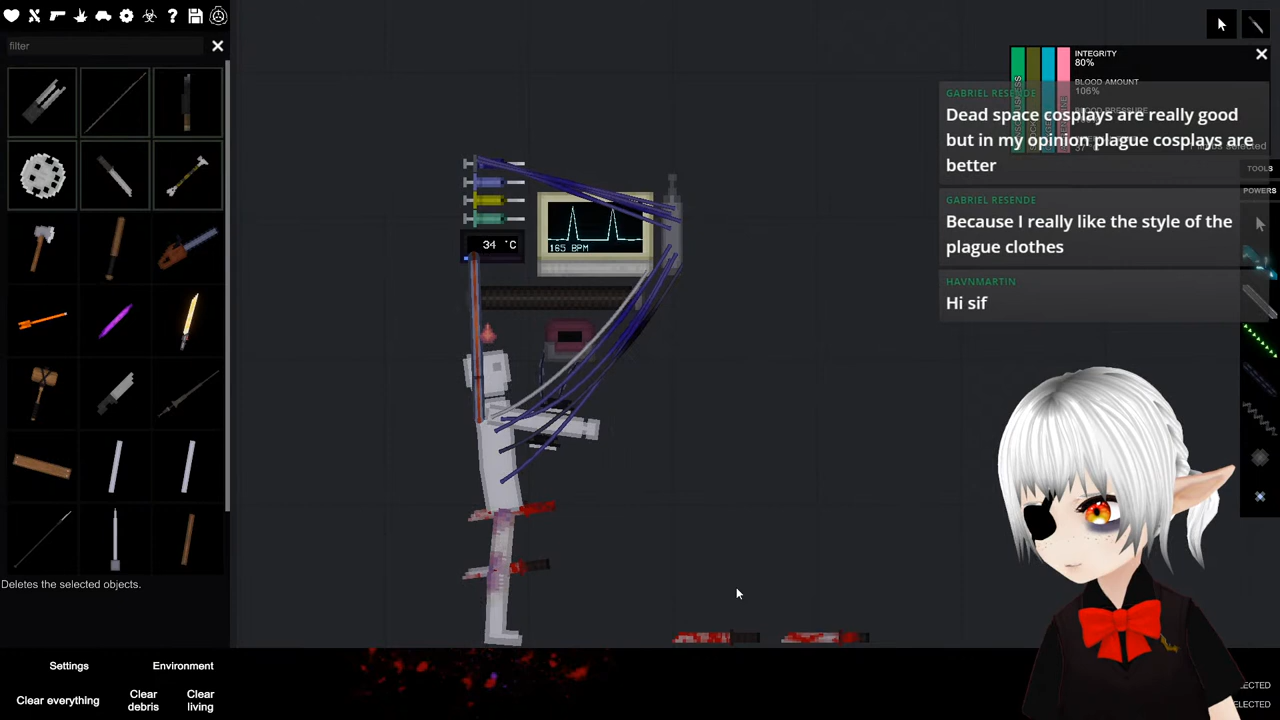 filter
INTEGRITY
80%
BLOOD AMOUNT
106%
GABRIEL RESENDE
Dead space cosplays are really good
but in my opinion plague cosplays are
better
TOOLS
POWERS
GABRIEL RESENDE
Because I really like the style of the
plague clothes
HAVNMARTIN
Hi sif
34 °C
165 BPM
Deletes the selected objects.
Settings
Environment
Clear everything
Clear
debris
Clear
living
ECTED
ECTED